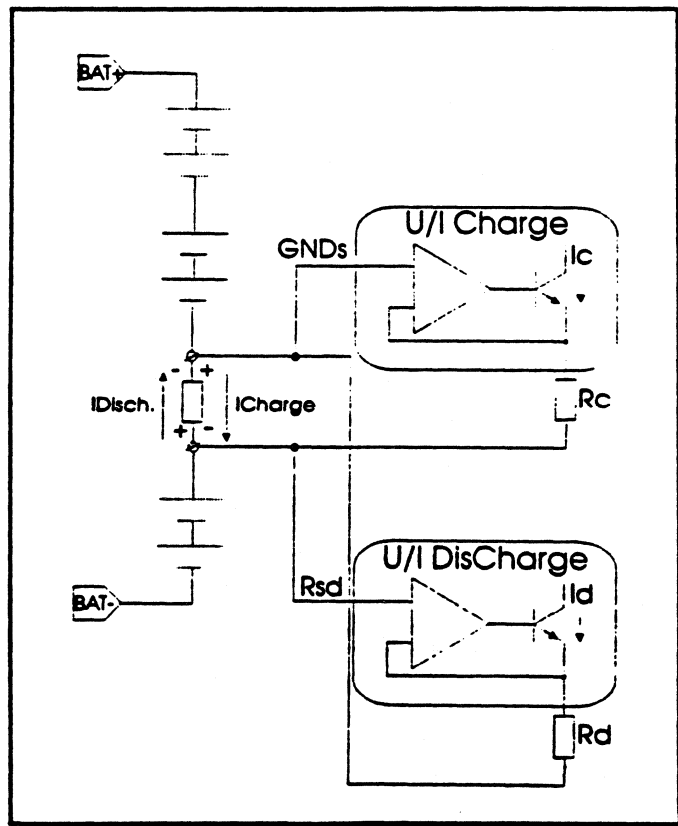 BAT+
U/I Charge
GNDs
Ic
- +
IDisch.
ICharge
Rc
+ -
U/I DisCharge
Rsd
Id
BAT-
Rd